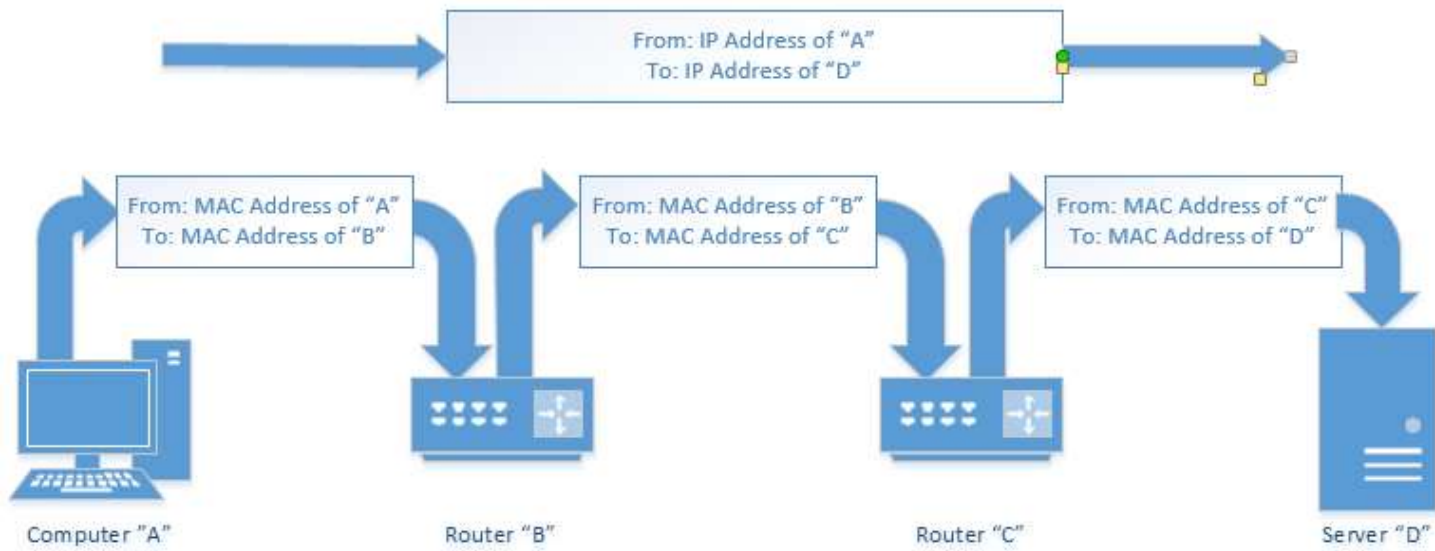 From: IP Address of “A”
To: IP Address of “D”
From: MAC Address of “A”
To: MAC Address of “B”
From: MAC Address of “B”
To: MAC Address of “C”
From: MAC Address of “C”
To: MAC Address of “D”
Computer ”A”
Router “B”
Router “C”
Server “D”